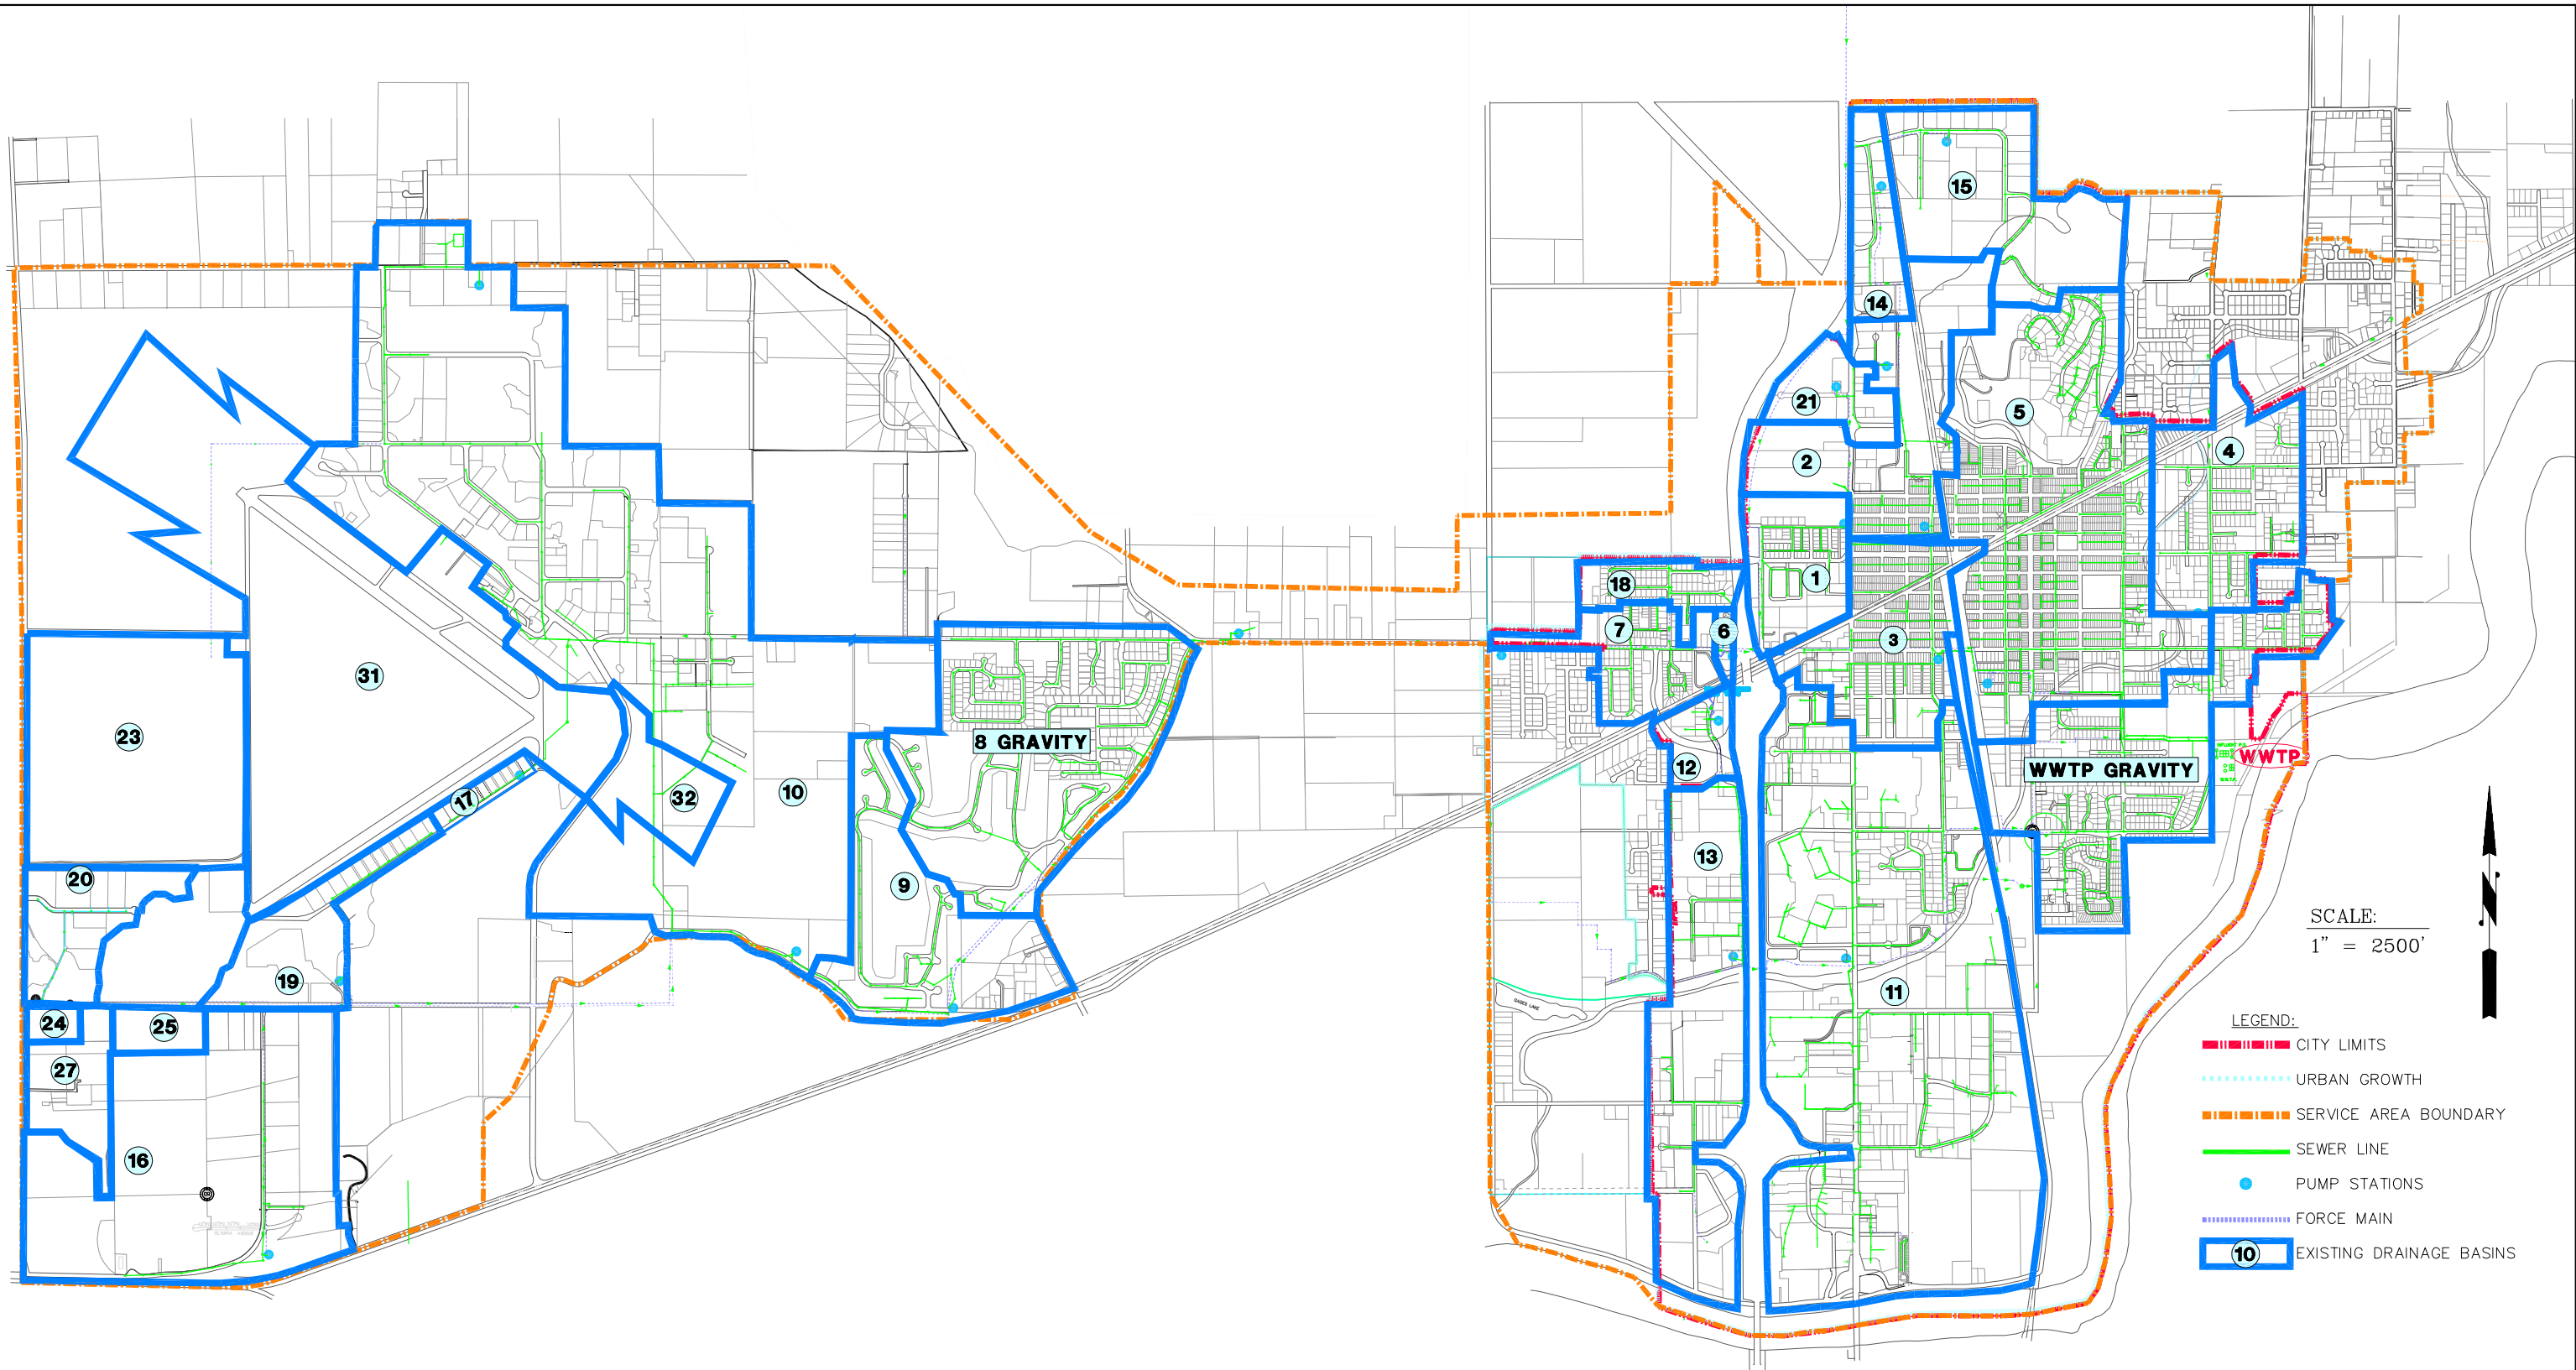 15
14
21
5
2
4
18
1
7
6
3
31
23
8 GRAVITY
12
WWTP
WWTP GRAVITY
17
32
10
13
20
9
19
11
24
25
27
16
SCALE:
1" = 2500'
N
LEGEND:
CITY LIMITS
URBAN GROWTH
SERVICE AREA BOUNDARY
SEWER LINE
PUMP STATIONS
FORCE MAIN
10 EXISTING DRAINAGE BASINS